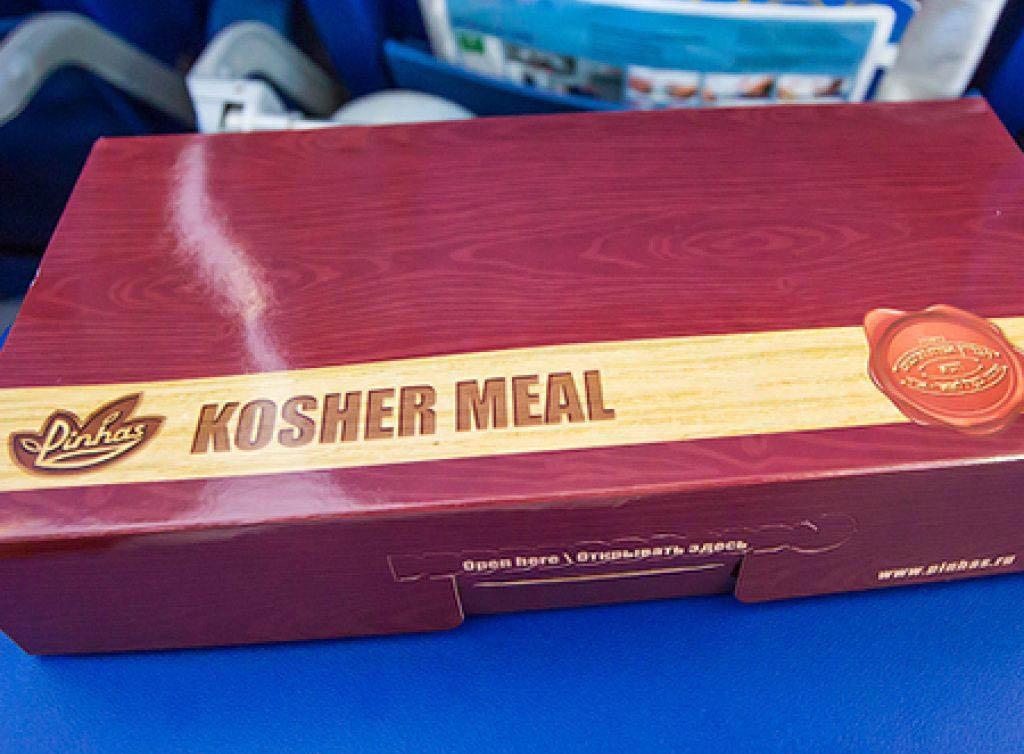 Pinhas
KOSHER MEAL
Open here \ Открывать здесь
www.pinhas.ru